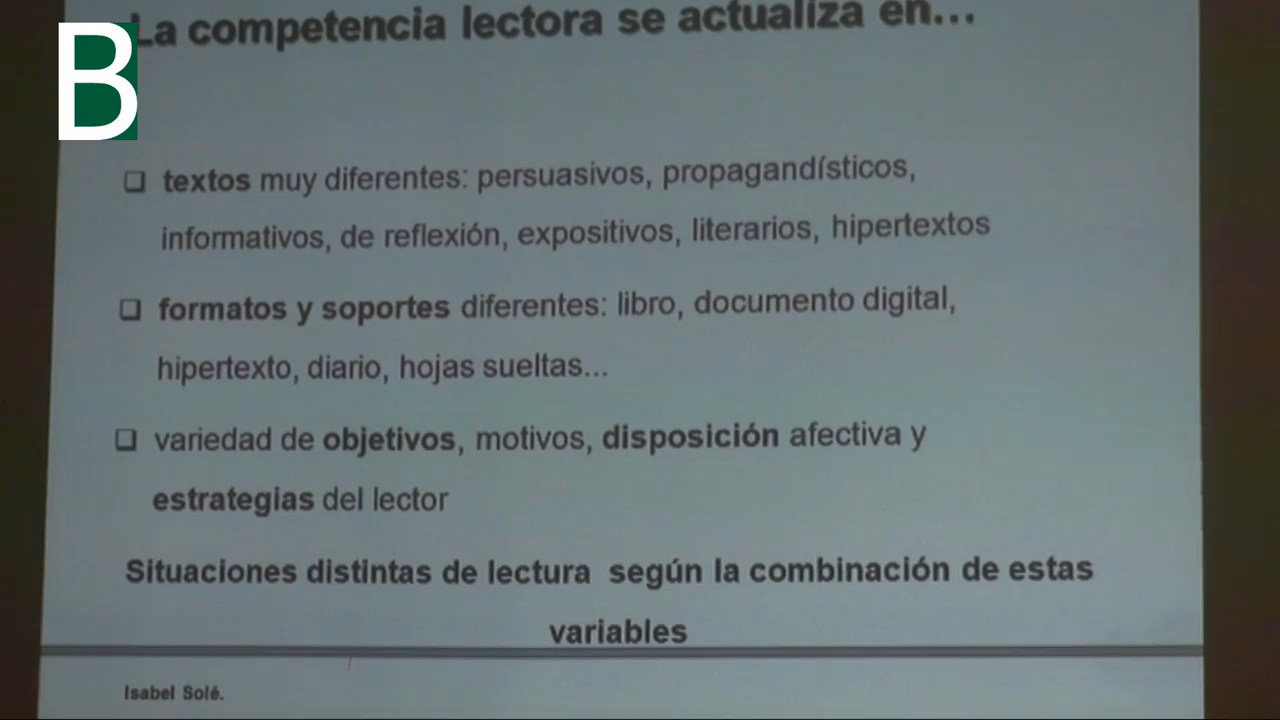 La competencia lectora se actualiza en...
B
❑ textos muy diferentes: persuasivos, propagandísticos,
informativos, de reflexión, expositivos, literarios, hipertextos
❑ formatos y soportes diferentes: libro, documento digital,
hipertexto, diario, hojas sueltas...
❑ variedad de objetivos, motivos, disposición afectiva y
estrategias del lector
Situaciones distintas de lectura según la combinación de estas
variables
Isabel Solé.